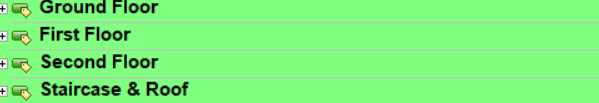 Ground Floor
First Floor
Second Floor
Staircase & Roof